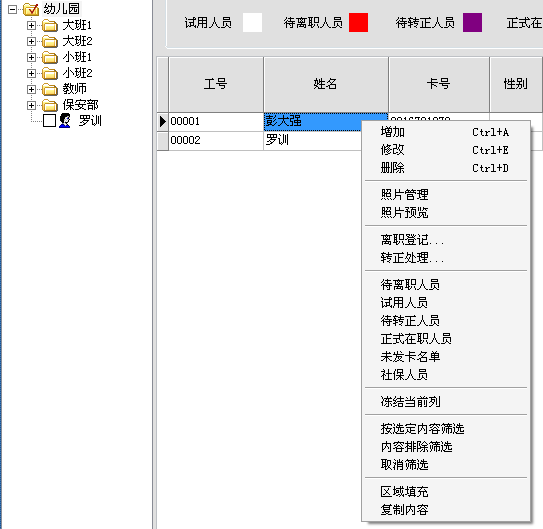 幼儿园
大班1
大班2
小班1
小班2
教师
保安部
罗训
试用人员 待离职人员 待转正人员 正式在
工号 姓名 卡号 性别
00001 彭大强
00002 罗训
增加 Ctrl+A
修改 Ctrl+E
删除 Ctrl+D
照片管理
照片预览
离职登记...
转正处理...
待离职人员
试用人员
待转正人员
正式在职人员
未发卡名单
社保人员
冻结当前列
按选定内容筛选
内容排除筛选
取消筛选
区域填充
复制内容